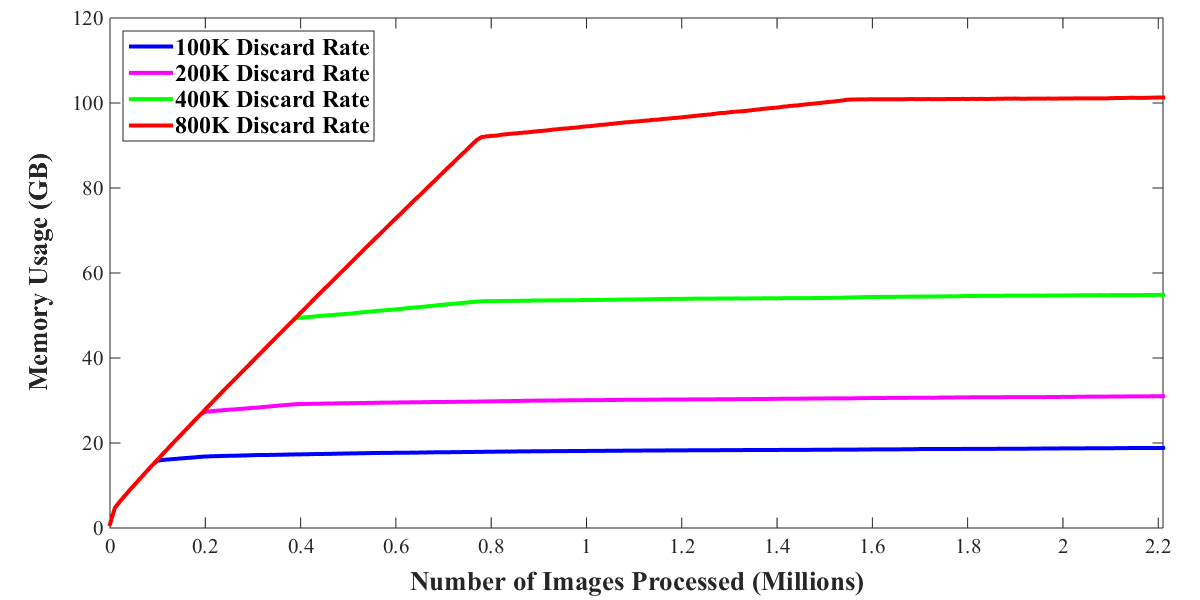 120
100
80
60
40
20
0
Memory Usage (GB)
100K Discard Rate
200K Discard Rate
400K Discard Rate
800K Discard Rate
0 0.2 0.4 0.6 0.8 1 1.2 1.4 1.6 1.8 2 2.2
Number of Images Processed (Millions)